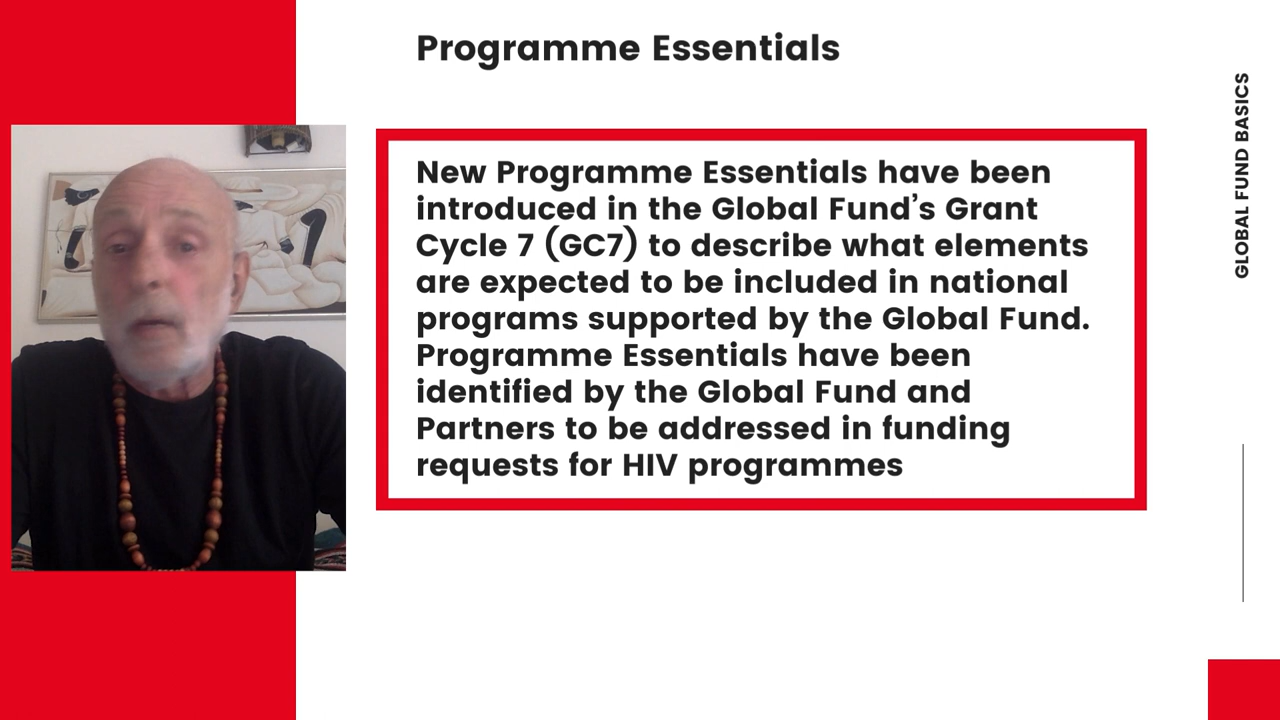 Programme Essentials
New Programme Essentials have been
introduced in the Global Fund’s Grant
Cycle 7 (GC7) to describe what elements
are expected to be included in national
programs supported by the Global Fund.
Programme Essentials have been
identified by the Global Fund and
Partners to be addressed in funding
requests for HIV programmes
GLOBAL FUND BASICS